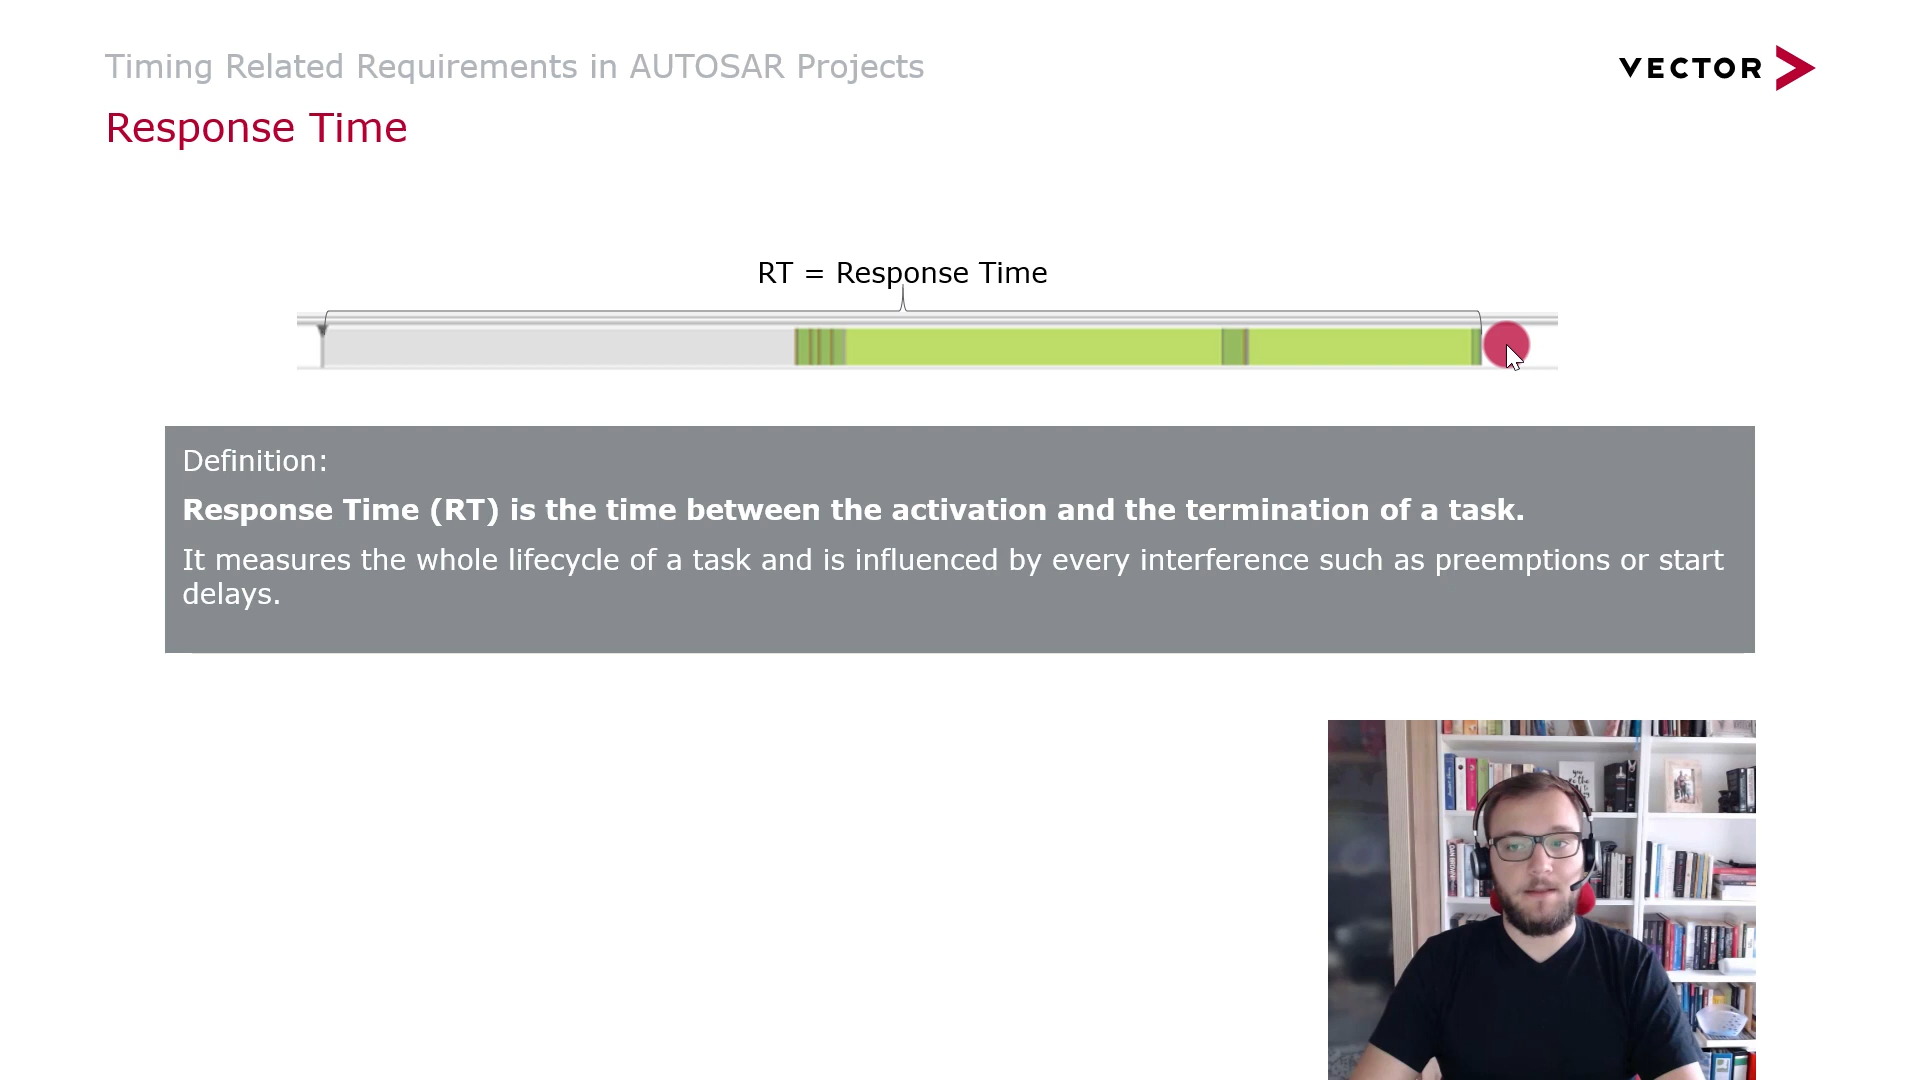 Timing Related Requirements in AUTOSAR Projects
VECTOR
Response Time
RT = Response Time
Definition:
Response Time (RT) is the time between the activation and the termination of a task.
It measures the whole lifecycle of a task and is influenced by every interference such as preemptions or start
delays.